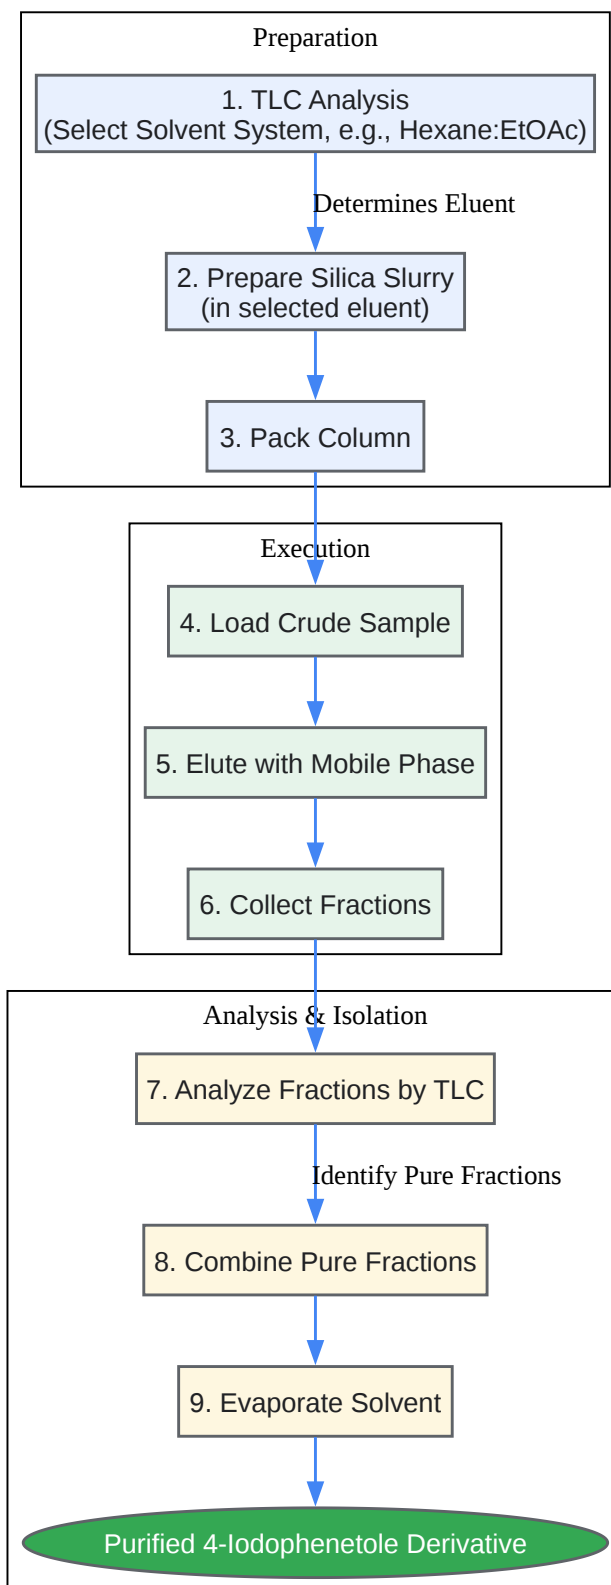 Preparation
1. TLC Analysis
(Select Solvent System, e.g., Hexane:EtOAc)
Determines Eluent
2. Prepare Silica Slurry
(in selected eluent)
3. Pack Column
Execution
4. Load Crude Sample
5. Elute with Mobile Phase
6. Collect Fractions
Analysis & Isolation
7. Analyze Fractions by TLC
Identify Pure Fractions
8. Combine Pure Fractions
9. Evaporate Solvent
Purified 4-Iodophenetole Derivative